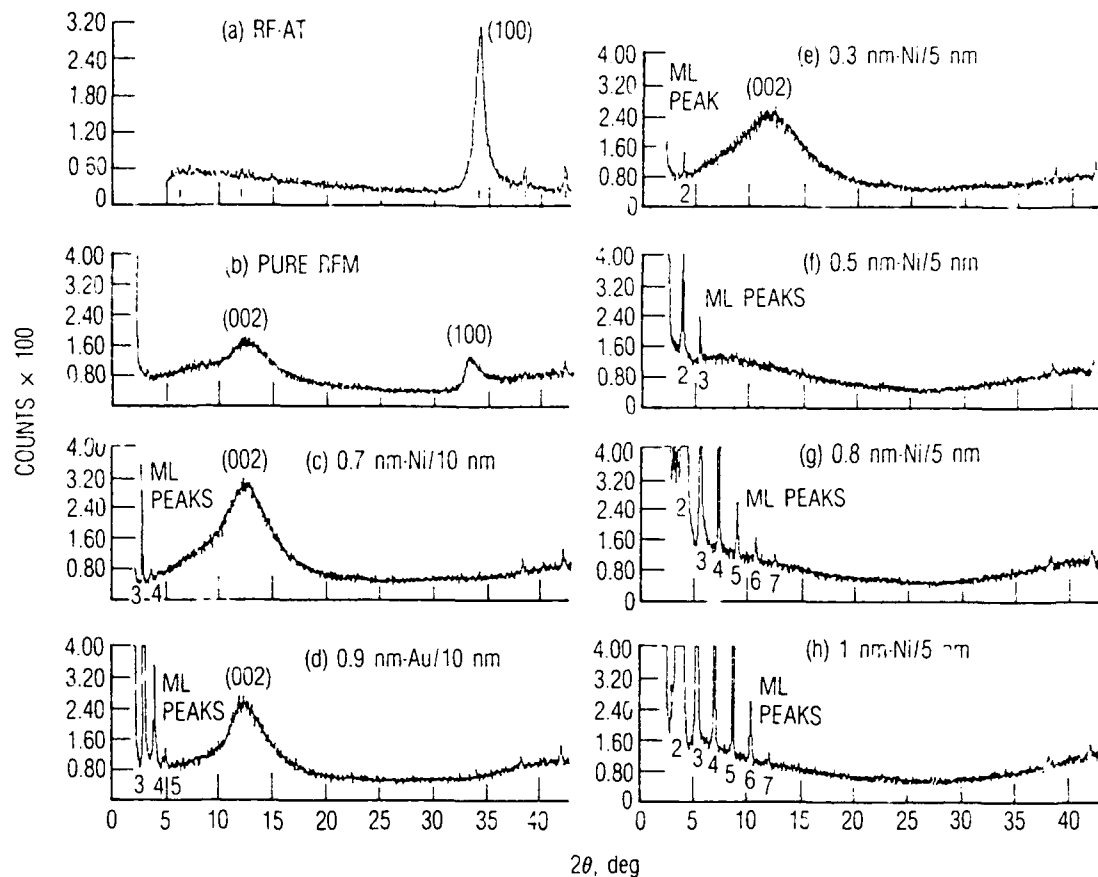 COUNTS × 100
(a) RF-AT
(100)
3.20
2.40
1.80
1.20
0.60
0
(b) PURE RFM
(002)
(100)
4.00
3.20
2.40
1.60
0.80
0
(c) 0.7 nm-Ni/10 nm
ML
PEAKS
(002)
4.00
3.20
2.40
1.60
0.80
0
3 4
(d) 0.9 nm-Au/10 nm
ML
PEAKS
(002)
4.00
3.20
2.40
1.60
0.80
0
3 4 5
0 5 10 15 20 25 30 35 40
(e) 0.3 nm-Ni/5 nm
ML
PEAK
(002)
4.00
3.20
2.40
1.60
0.80
0
2
(f) 0.5 nm-Ni/5 nm
ML PEAKS
4.00
3.20
2.40
1.60
0.80
0
2 3
(g) 0.8 nm-Ni/5 nm
ML PEAKS
4.00
3.20
2.40
1.60
0.80
0
2 3 4 5 6 7
(h) 1 nm-Ni/5 nm
ML
PEAKS
4.00
3.20
2.40
1.60
0.80
0
2 3 4 5 6 7
0 5 10 15 20 25 30 35 40
2θ, deg